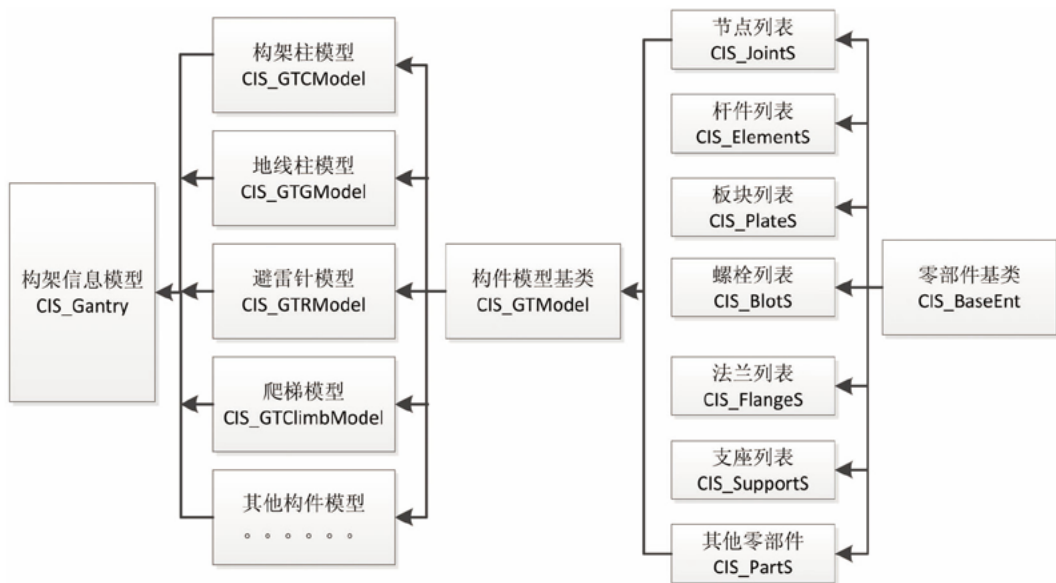 构架信息模型
CIS_Gantry
构架柱模型
CIS_GTCModel
地线柱模型
CIS_GTGModel
避雷针模型
CIS_GTRModel
爬梯模型
CIS_GTClimbModel
其他构件模型
。。。。。。
构件模型基类
CIS_GTModel
节点列表
CIS_JointS
杆件列表
CIS_ElementS
板块列表
CIS_PlateS
螺栓列表
CIS_BlotS
法兰列表
CIS_FlangeS
支座列表
CIS_SupportS
其他零部件
CIS_PartS
零部件基类
CIS_BaseEnt